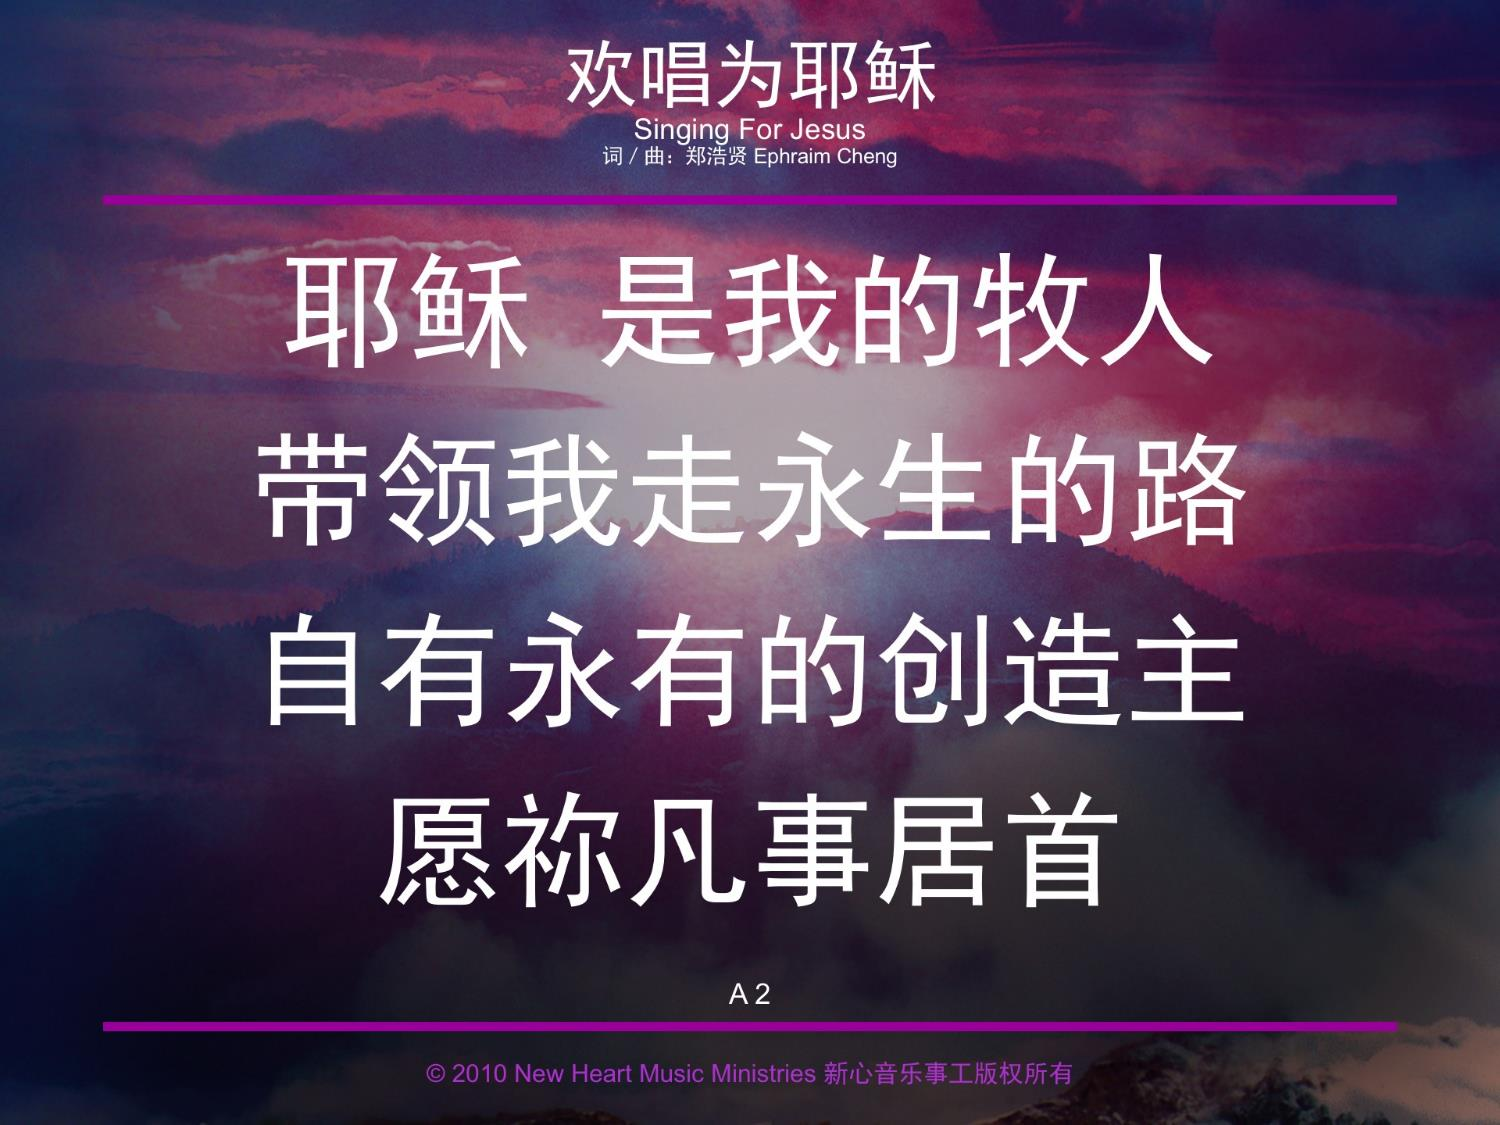 欢唱为耶稣
Singing For Jesus
词 / 曲：郑浩贤 Ephraim Cheng
耶稣 是我的牧人
带领我走永生的路
自有永有的创造主
愿祢凡事居首
A 2
© 2010 New Heart Music Ministries 新心音乐事工版权所有